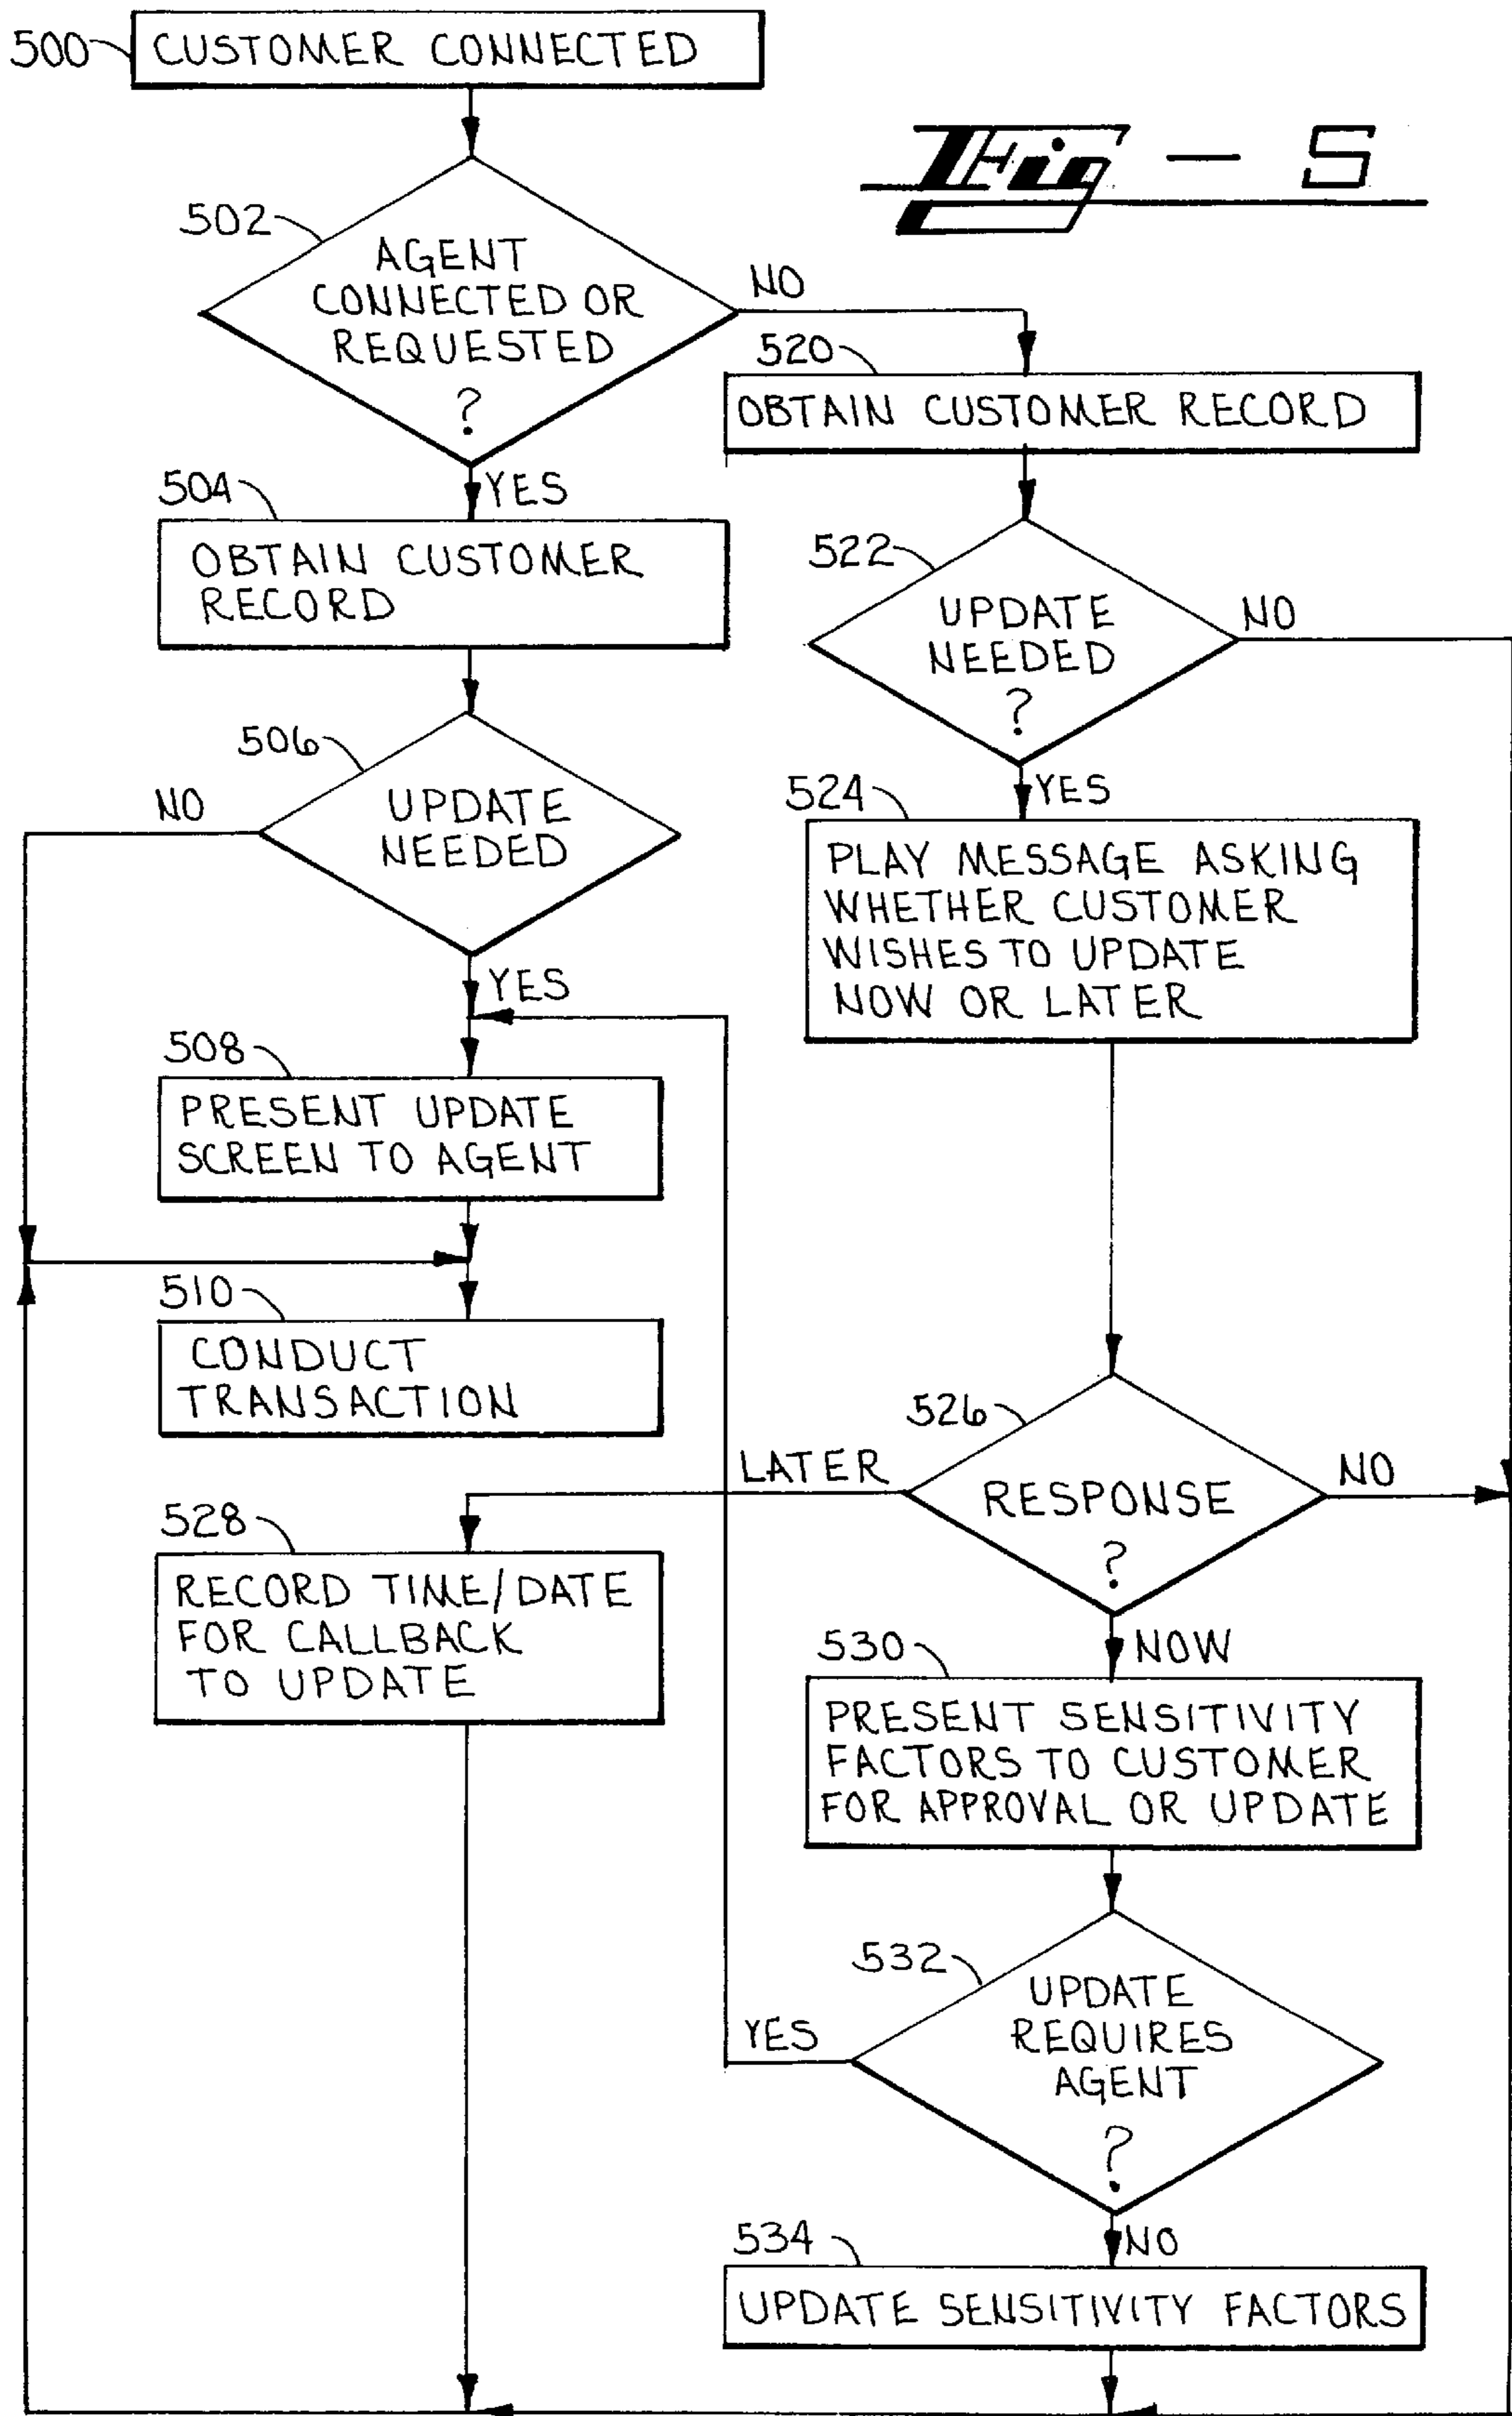 500
CUSTOMER CONNECTED
Fig - 5
502
AGENT
CONNECTED OR
REQUESTED
?
NO
YES
504
OBTAIN CUSTOMER
RECORD
506
UPDATE
NEEDED
NO
YES
508
PRESENT UPDATE
SCREEN TO AGENT
510
CONDUCT
TRANSACTION
520
OBTAIN CUSTOMER RECORD
522
UPDATE
NEEDED
?
NO
YES
524
PLAY MESSAGE ASKING
WHETHER CUSTOMER
WISHES TO UPDATE
NOW OR LATER
526
RESPONSE
?
LATER
NO
NOW
528
RECORD TIME/DATE
FOR CALLBACK
TO UPDATE
530
PRESENT SENSITIVITY
FACTORS TO CUSTOMER
FOR APPROVAL OR UPDATE
532
UPDATE
REQUIRES
AGENT
?
YES
NO
534
UPDATE SENSITIVITY FACTORS